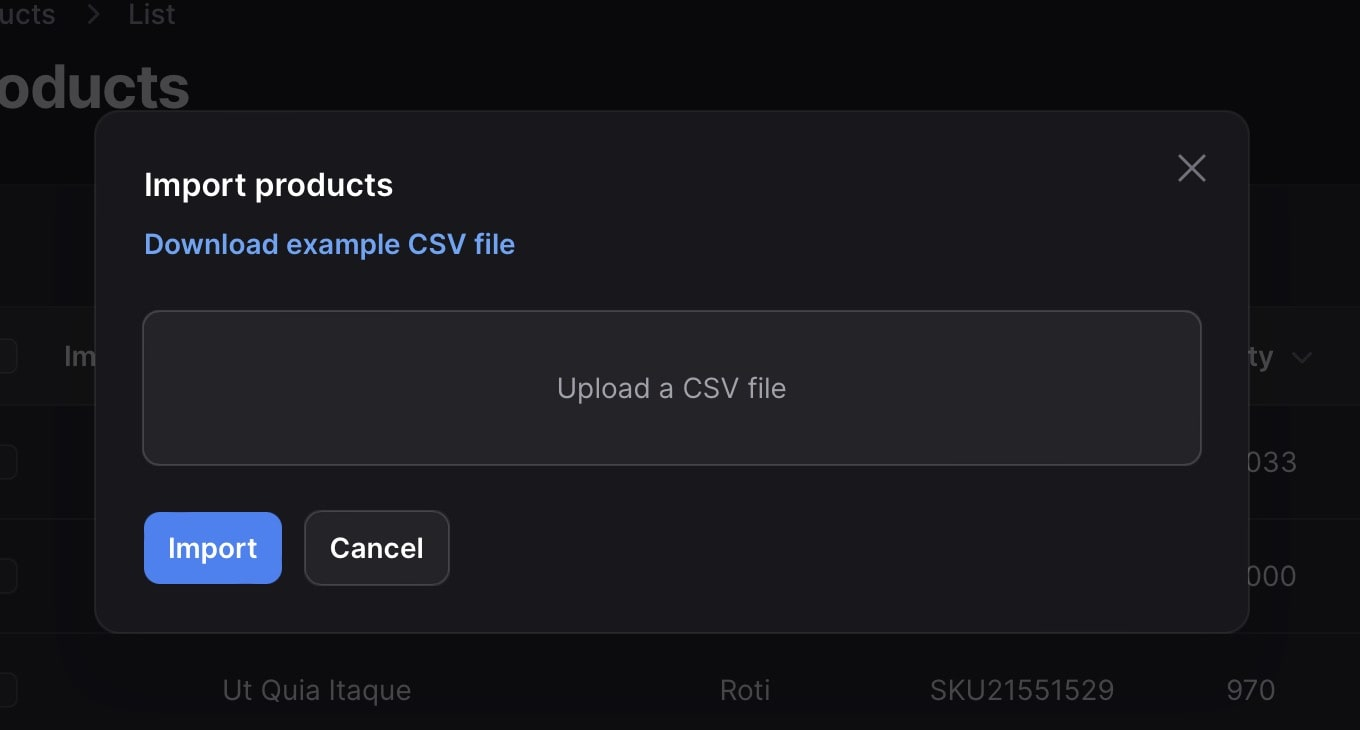 ucts > List
oducts
Import products
Download example CSV file
Im
ty
Upload a CSV file
033
Import Cancel
000
Ut Quia Itaque Roti SKU21551529 970